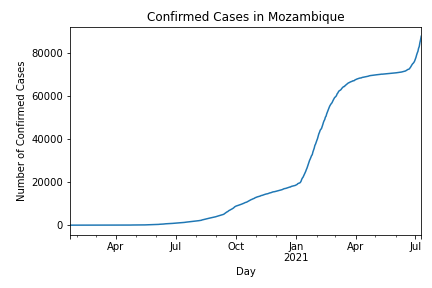 Confirmed Cases in Mozambique
Number of Confirmed Cases
80000
60000
40000
20000
0
Apr Jul Oct Jan Apr Jul
2021
Day